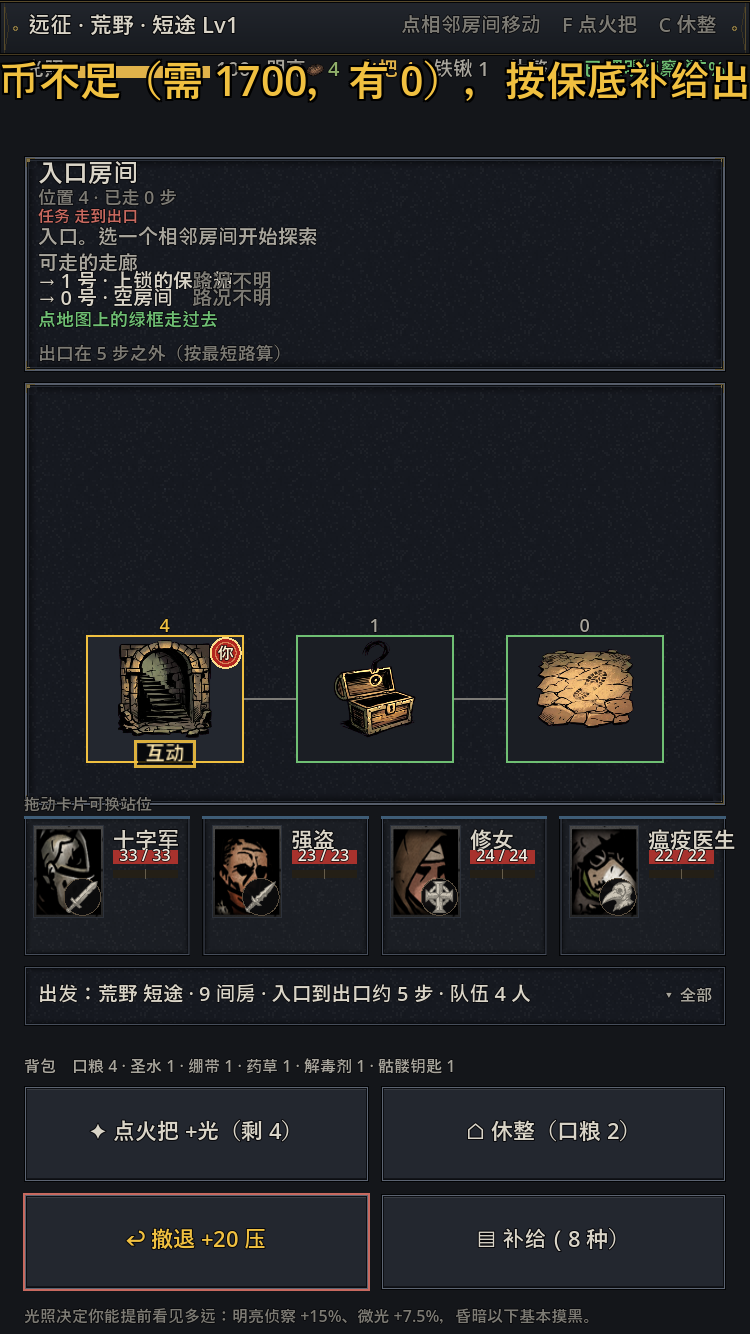 远征 · 荒野 · 短途 Lv1
点相邻房间移动 F 点火把 C 休整
币不足（需 1700，有 0），按保底补给出
4
铁锹 1
入口房间
位置 4 · 已走 0 步
任务 走到出口
入口。选一个相邻房间开始探索
可走的走廊
→ 1 号 · 上锁的保 路况不明
→ 0 号 · 空房间 路况不明
点地图上的绿框走过去
出口在 5 步之外（按最短路算）
4
1
0
你
互动
拖动卡片可换站位
十字军
33 / 33
强盗
23 / 23
修女
24 / 24
瘟疫医生
22 / 22
出发：荒野 短途 · 9 间房 · 入口到出口约 5 步 · 队伍 4 人
▾ 全部
背包 口粮 4 · 圣水 1 · 绷带 1 · 药草 1 · 解毒剂 1 · 骷髅钥匙 1
✦ 点火把 +光（剩 4）
⌂ 休整（口粮 2）
↩ 撤退 +20 压
▤ 补给 ( 8 种）
光照决定你能提前看见多远：明亮侦察 +15%、微光 +7.5%，昏暗以下基本摸黑。